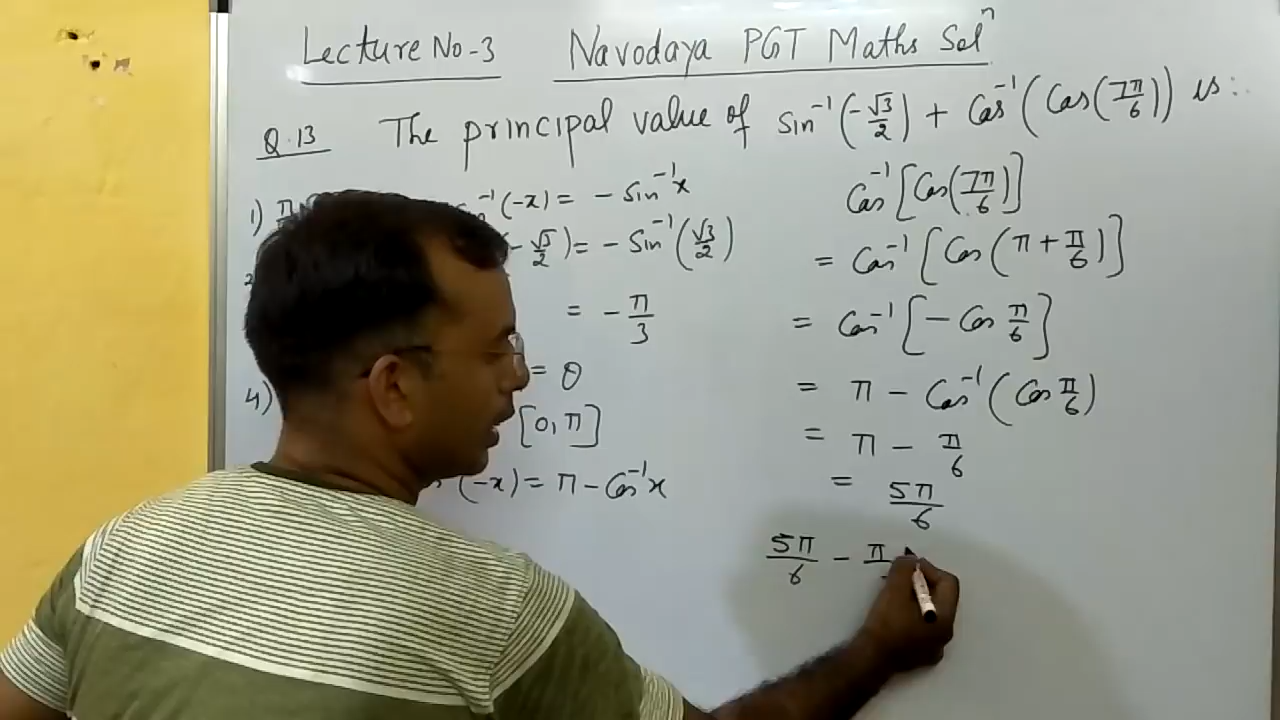 Lecture No-3 Navodaya PGT Maths Solⁿ
Q.13 The principal value of sin⁻¹(-√3/2) + Cos⁻¹(Cos(7π/6)) is:
1) π
⁻¹(-x) = - Sin⁻¹x
√3/2) = - Sin⁻¹(√3/2)
= - π/3
= θ
4)
[0, π]
(-x) = π - Cos⁻¹x
Cos⁻¹[Cos(7π/6)]
= Cos⁻¹[Cos(π + π/6)]
= Cos⁻¹[- Cos π/6]
= π - Cos⁻¹(Cos π/6)
= π - π/6
= 5π/6
5π/6 - π